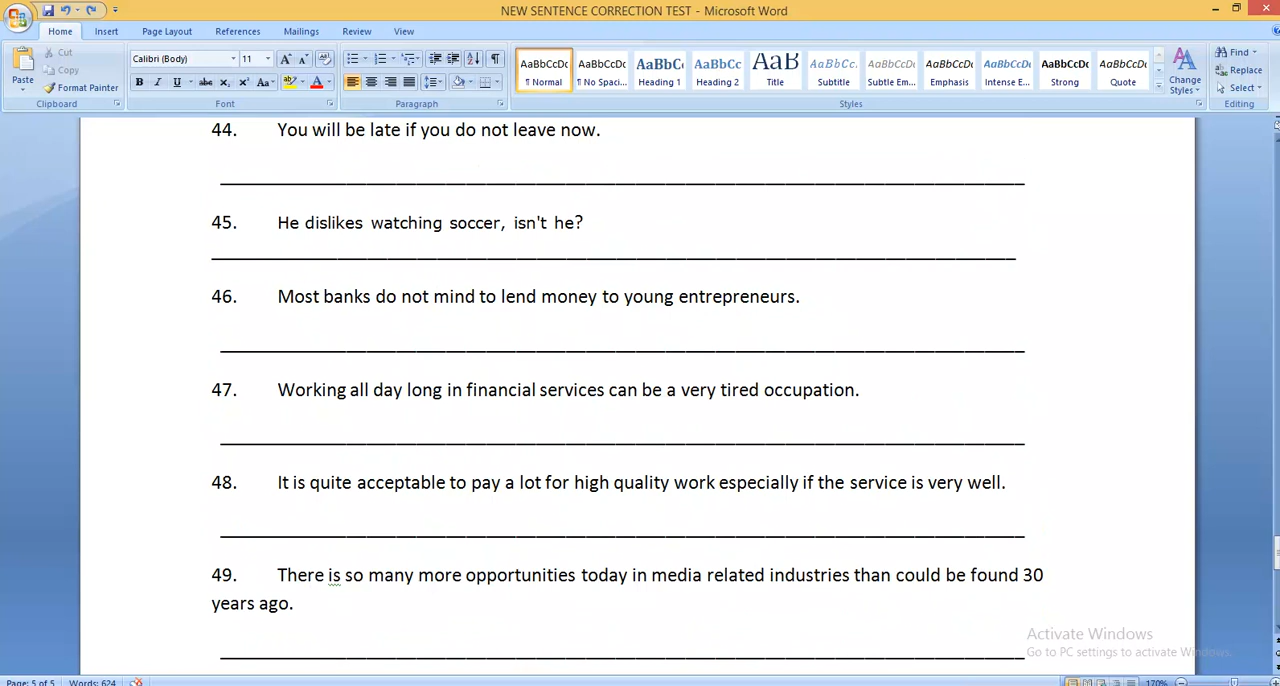 NEW SENTENCE CORRECTION TEST - Microsoft Word
Home Insert Page Layout References Mailings Review View
Cut
Copy
Format Painter
Paste
Clipboard
Calibri (Body) 11
Font
Paragraph
AaBbCcDc AaBbCcDc AaBbC AaBbCc AaB AaBbCc. AaBbCcDc AaBbCcDc AaBbCcDc AaBbCcDc AaBbCcDc
¶ Normal ¶ No Spaci... Heading 1 Heading 2 Title Subtitle Subtle Em... Emphasis Intense E... Strong Quote
Change Styles
Styles
Find
Replace
Select
Editing
44. You will be late if you do not leave now.
45. He dislikes watching soccer, isn't he?
46. Most banks do not mind to lend money to young entrepreneurs.
47. Working all day long in financial services can be a very tired occupation.
48. It is quite acceptable to pay a lot for high quality work especially if the service is very well.
49. There is so many more opportunities today in media related industries than could be found 30
years ago.
Activate Windows
Go to PC settings to activate Windows.
Page: 5 of 5 Words: 624 170%